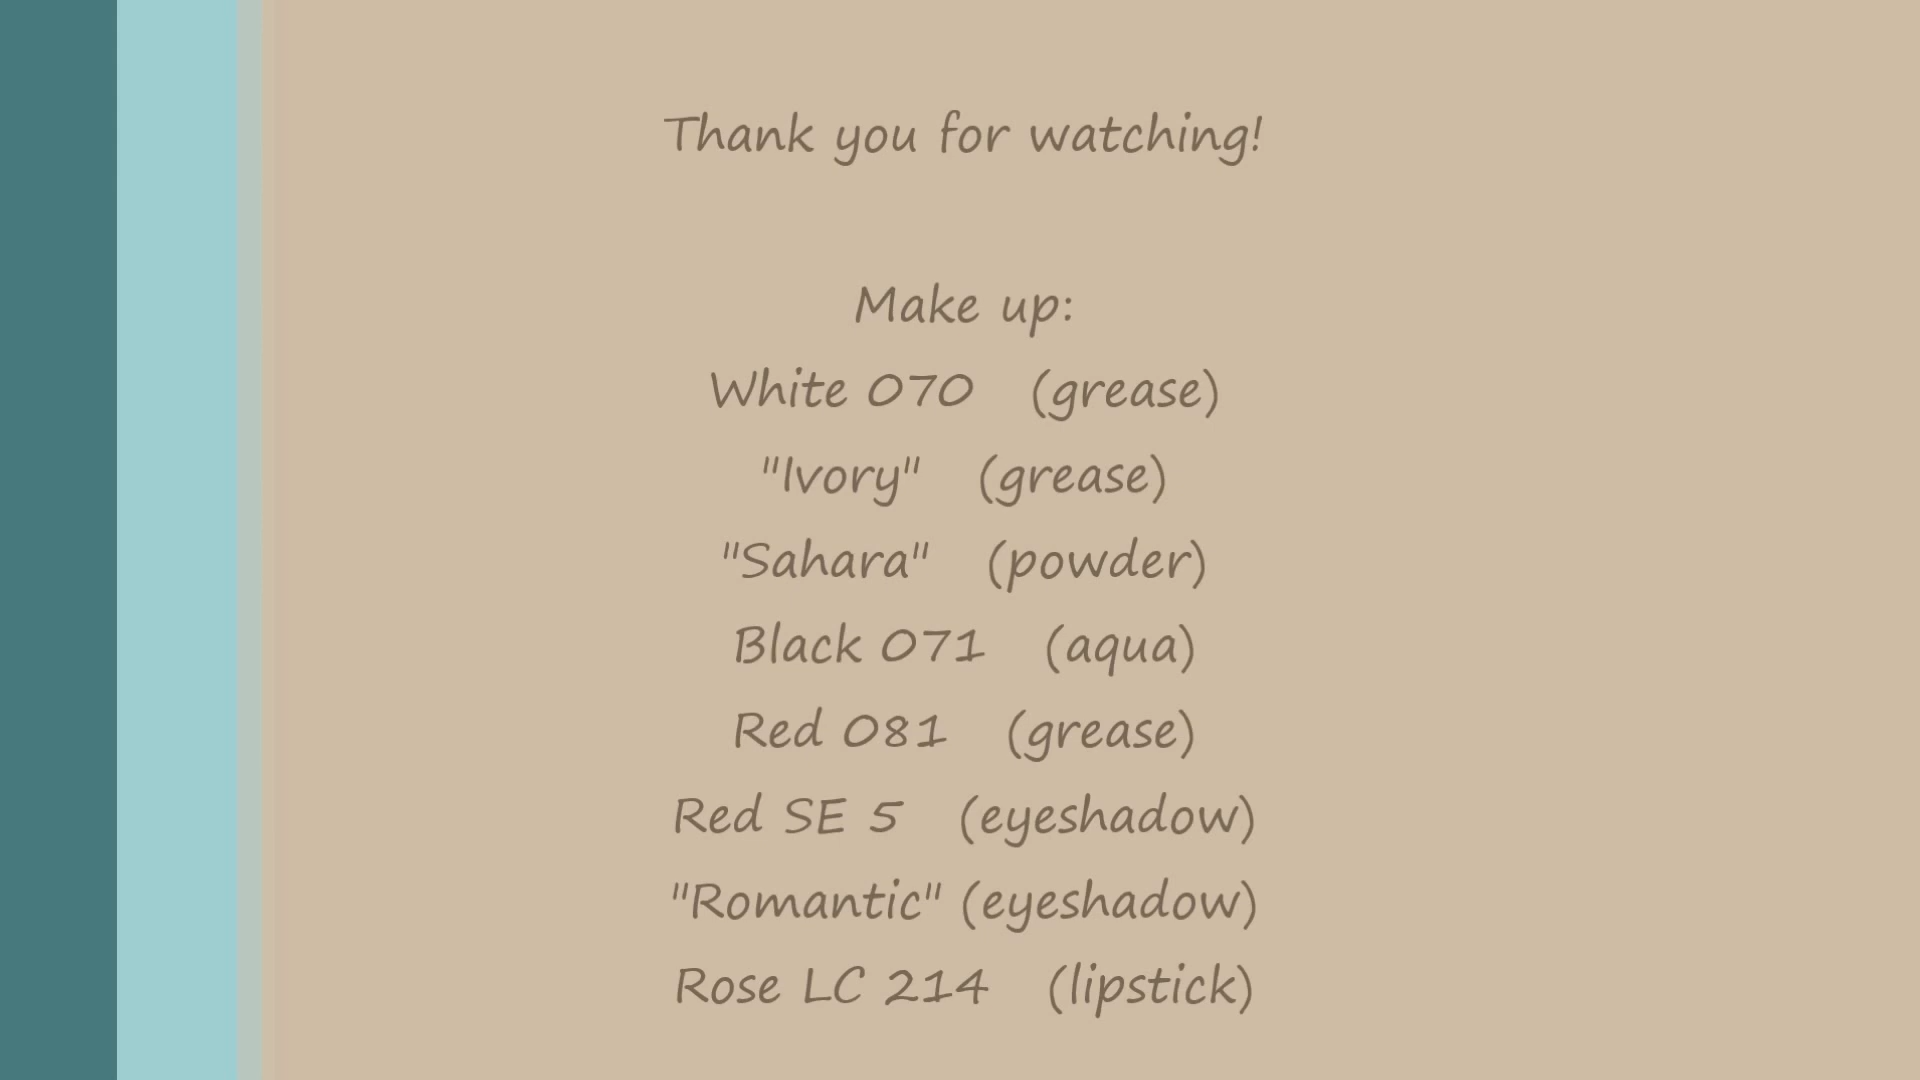 Thank you for watching!
Make up:
White 070 (grease)
"Ivory" (grease)
"Sahara" (powder)
Black 071 (aqua)
Red 081 (grease)
Red SE 5 (eyeshadow)
"Romantic" (eyeshadow)
Rose LC 214 (lipstick)